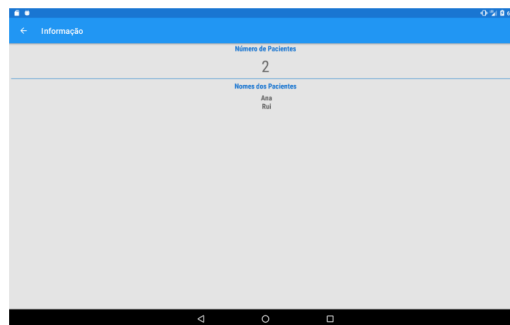 Informação
Número de Pacientes
2
Nomes dos Pacientes
Ana
Rui